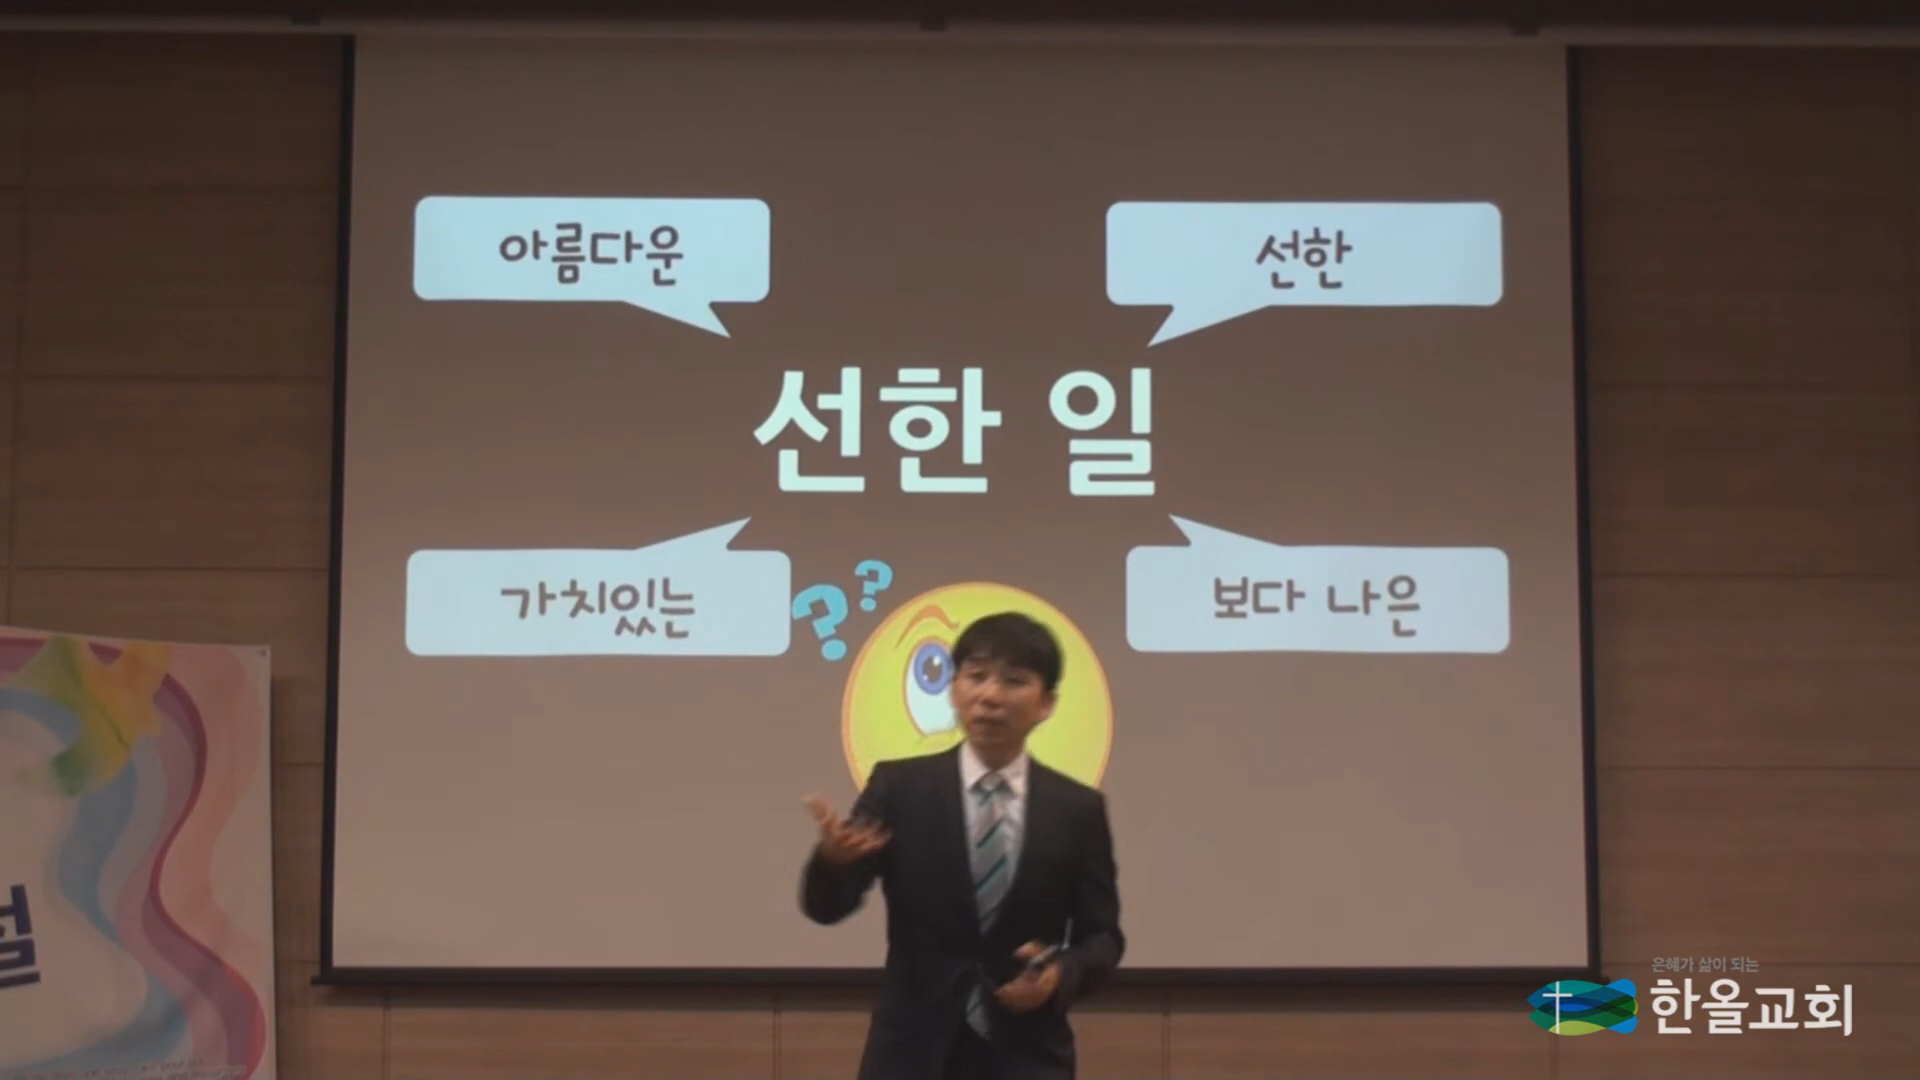 아름다운
선한
선한 일
가치있는
보다 나은
??
은혜가 삶이 되는
한올교회